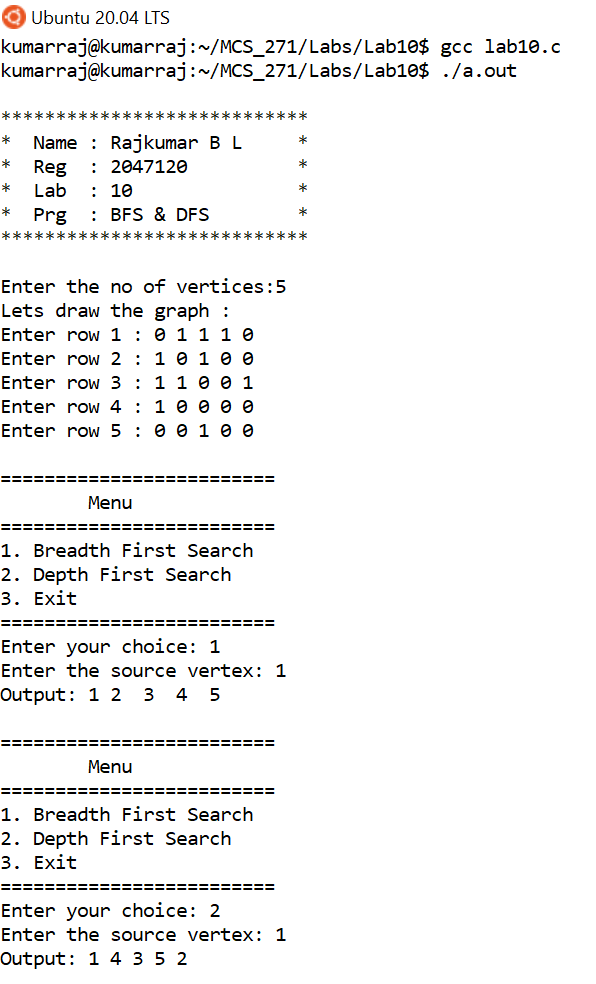 Ubuntu 20.04 LTS
kumarraj@kumarraj:~/MCS_271/Labs/Lab10$ gcc lab10.c
kumarraj@kumarraj:~/MCS_271/Labs/Lab10$ ./a.out
****************************
*  Name : Rajkumar B L     *
*  Reg  : 2047120          *
*  Lab  : 10               *
*  Prg  : BFS & DFS        *
****************************
Enter the no of vertices:5
Lets draw the graph :
Enter row 1 : 0 1 1 1 0
Enter row 2 : 1 0 1 0 0
Enter row 3 : 1 1 0 0 1
Enter row 4 : 1 0 0 0 0
Enter row 5 : 0 0 1 0 0
=========================
        Menu
=========================
1. Breadth First Search
2. Depth First Search
3. Exit
=========================
Enter your choice: 1
Enter the source vertex: 1
Output: 1 2  3  4  5
=========================
        Menu
=========================
1. Breadth First Search
2. Depth First Search
3. Exit
=========================
Enter your choice: 2
Enter the source vertex: 1
Output: 1 4 3 5 2